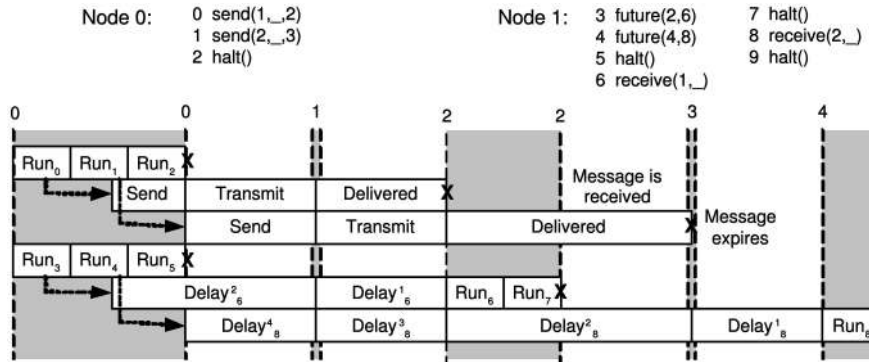 Node 0: 0 send(1,_,2)
1 send(2,_,3)
2 halt()
Node 1: 3 future(2,6)
4 future(4,8)
5 halt()
6 receive(1,_)
7 halt()
8 receive(2,_)
9 halt()
0 0 1 2 2 3 4
Run₀ Run₁ Run₂ X
Send Transmit Delivered X
Message is
received
Send Transmit Delivered X
Message
expires
Run₃ Run₄ Run₅ X
Delay²₆ Delay¹₆ Run₆ Run₇ X
Delay⁴₈ Delay³₈ Delay²₈ Delay¹₈ Run₈